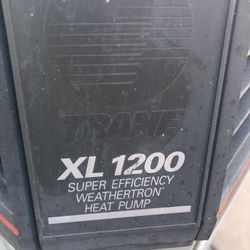 TRANE
XL 1200
SUPER EFFICIENCY
WEATHERTRON®
HEAT PUMP